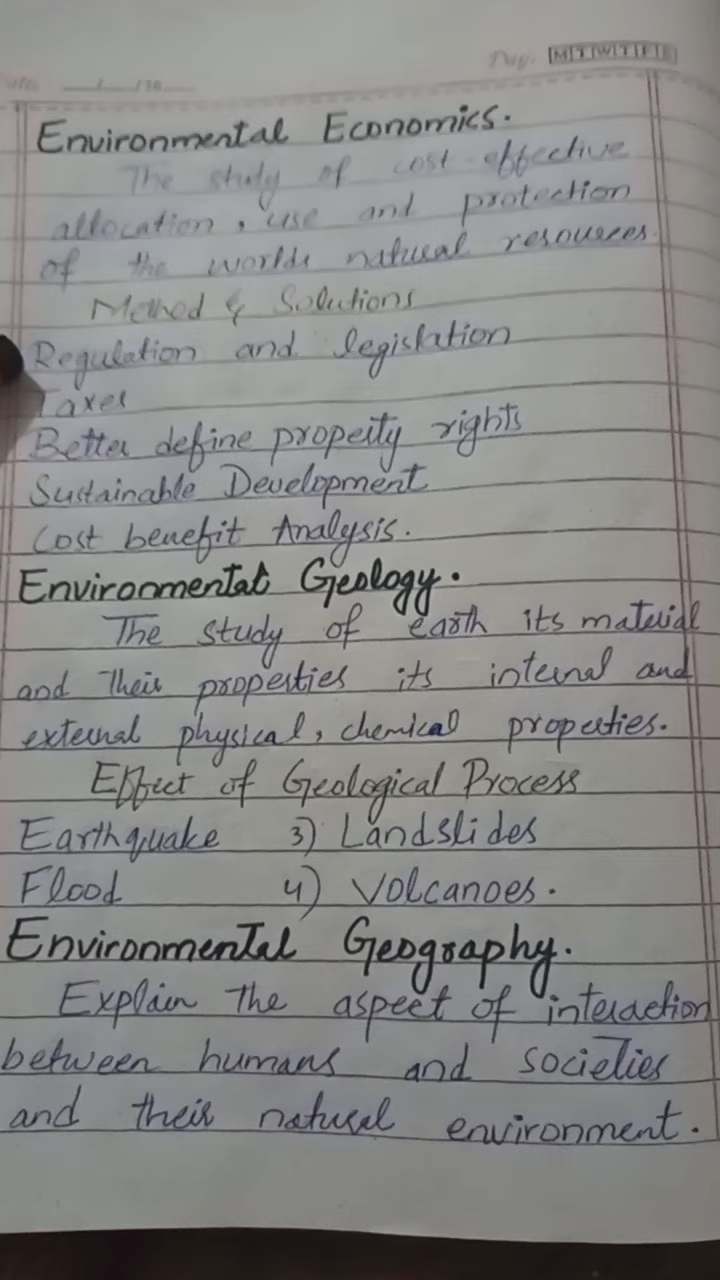 Day. M T W T F S
Environmental Economics.
The study of cost effective
allocation, use and protection
of the worlds natural resources.
Method & Solutions
Regulation and legislation
Taxes
Better define property rights
Sustainable Development
Cost benefit Analysis.
Environmental Geology.
The study of earth its material
and their properties its internal and
external physical, chemical properties.
Effect of Geological Process
Earthquake 3) Landslides
Flood 4) Volcanoes.
Environmental Geography.
Explain the aspect of interaction
between humans and societies
and their natural environment.